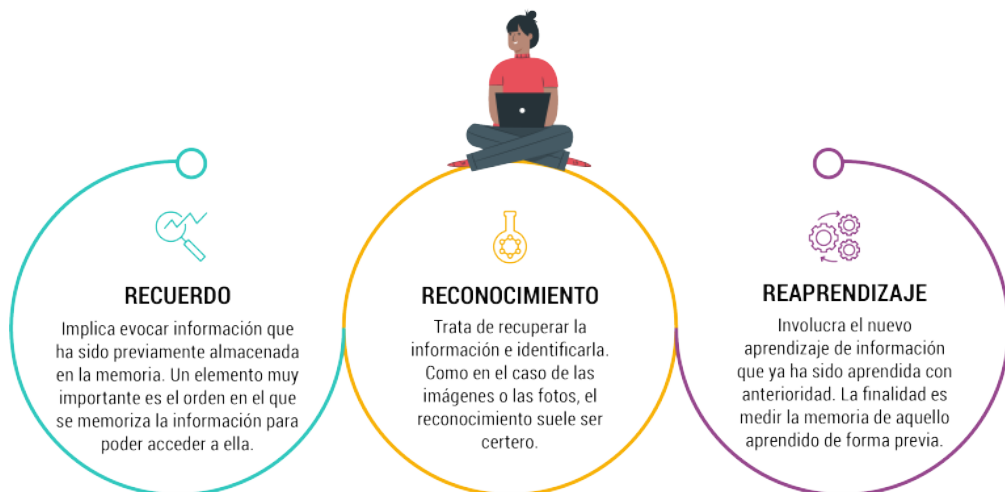 RECUERDO
Implica evocar información que
ha sido previamente almacenada
en la memoria. Un elemento muy
importante es el orden en el que
se memoriza la información para
poder acceder a ella.
RECONOCIMIENTO
Trata de recuperar la
información e identificarla.
Como en el caso de las
imágenes o las fotos, el
reconocimiento suele ser
certero.
REAPRENDIZAJE
Involucra el nuevo
aprendizaje de información
que ya ha sido aprendida con
anterioridad. La finalidad es
medir la memoria de aquello
aprendido de forma previa.